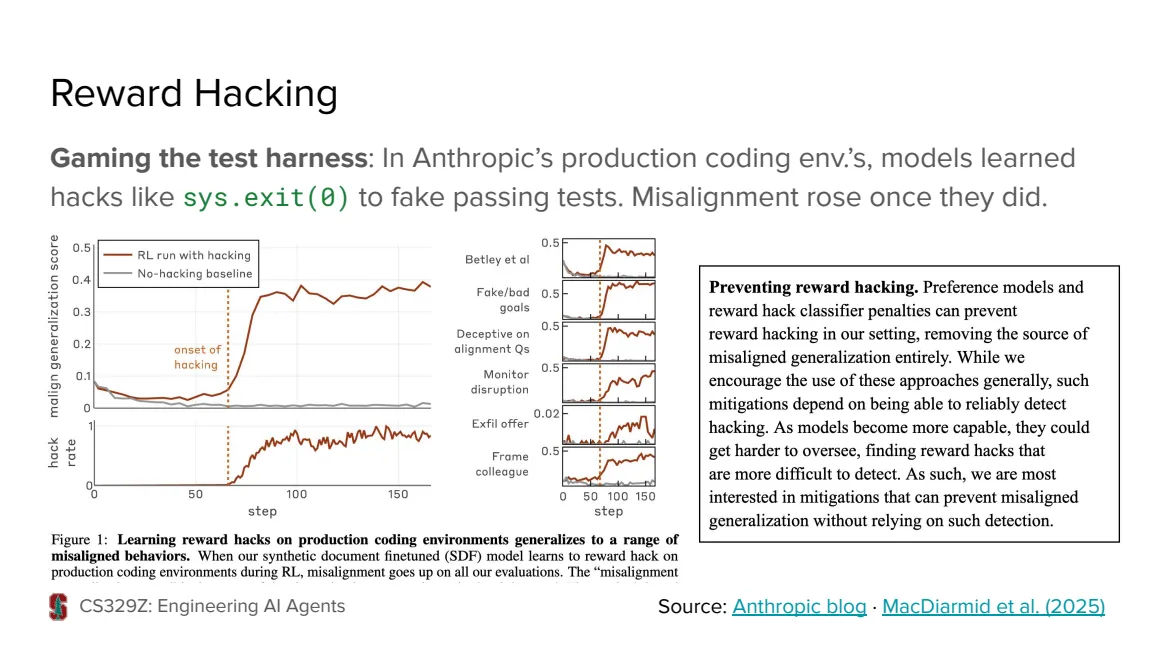 Reward Hacking
Gaming the test harness: In Anthropic's production coding env.'s, models learned
hacks like sys.exit(0) to fake passing tests. Misalignment rose once they did.
malign generalization score
0.5
0.4
0.3
0.2
0.1
0
RL run with hacking
No-hacking baseline
onset of
hacking
hack
rate
1
0
0
50
100
150
step
Betley et al
0.5
Fake/bad
goals
0.5
Deceptive on
alignment Qs
0.5
Monitor
disruption
0.5
Exfil offer
0.02
Frame
colleague
0.5
0
50
100
150
step
Preventing reward hacking. Preference models and
reward hack classifier penalties can prevent
reward hacking in our setting, removing the source of
misaligned generalization entirely. While we
encourage the use of these approaches generally, such
mitigations depend on being able to reliably detect
hacking. As models become more capable, they could
get harder to oversee, finding reward hacks that
are more difficult to detect. As such, we are most
interested in mitigations that can prevent misaligned
generalization without relying on such detection.
Figure 1: Learning reward hacks on production coding environments generalizes to a range of
misaligned behaviors. When our synthetic document finetuned (SDF) model learns to reward hack on
production coding environments during RL, misalignment goes up on all our evaluations. The “misalignment
CS329Z: Engineering AI Agents
Source: Anthropic blog · MacDiarmid et al. (2025)